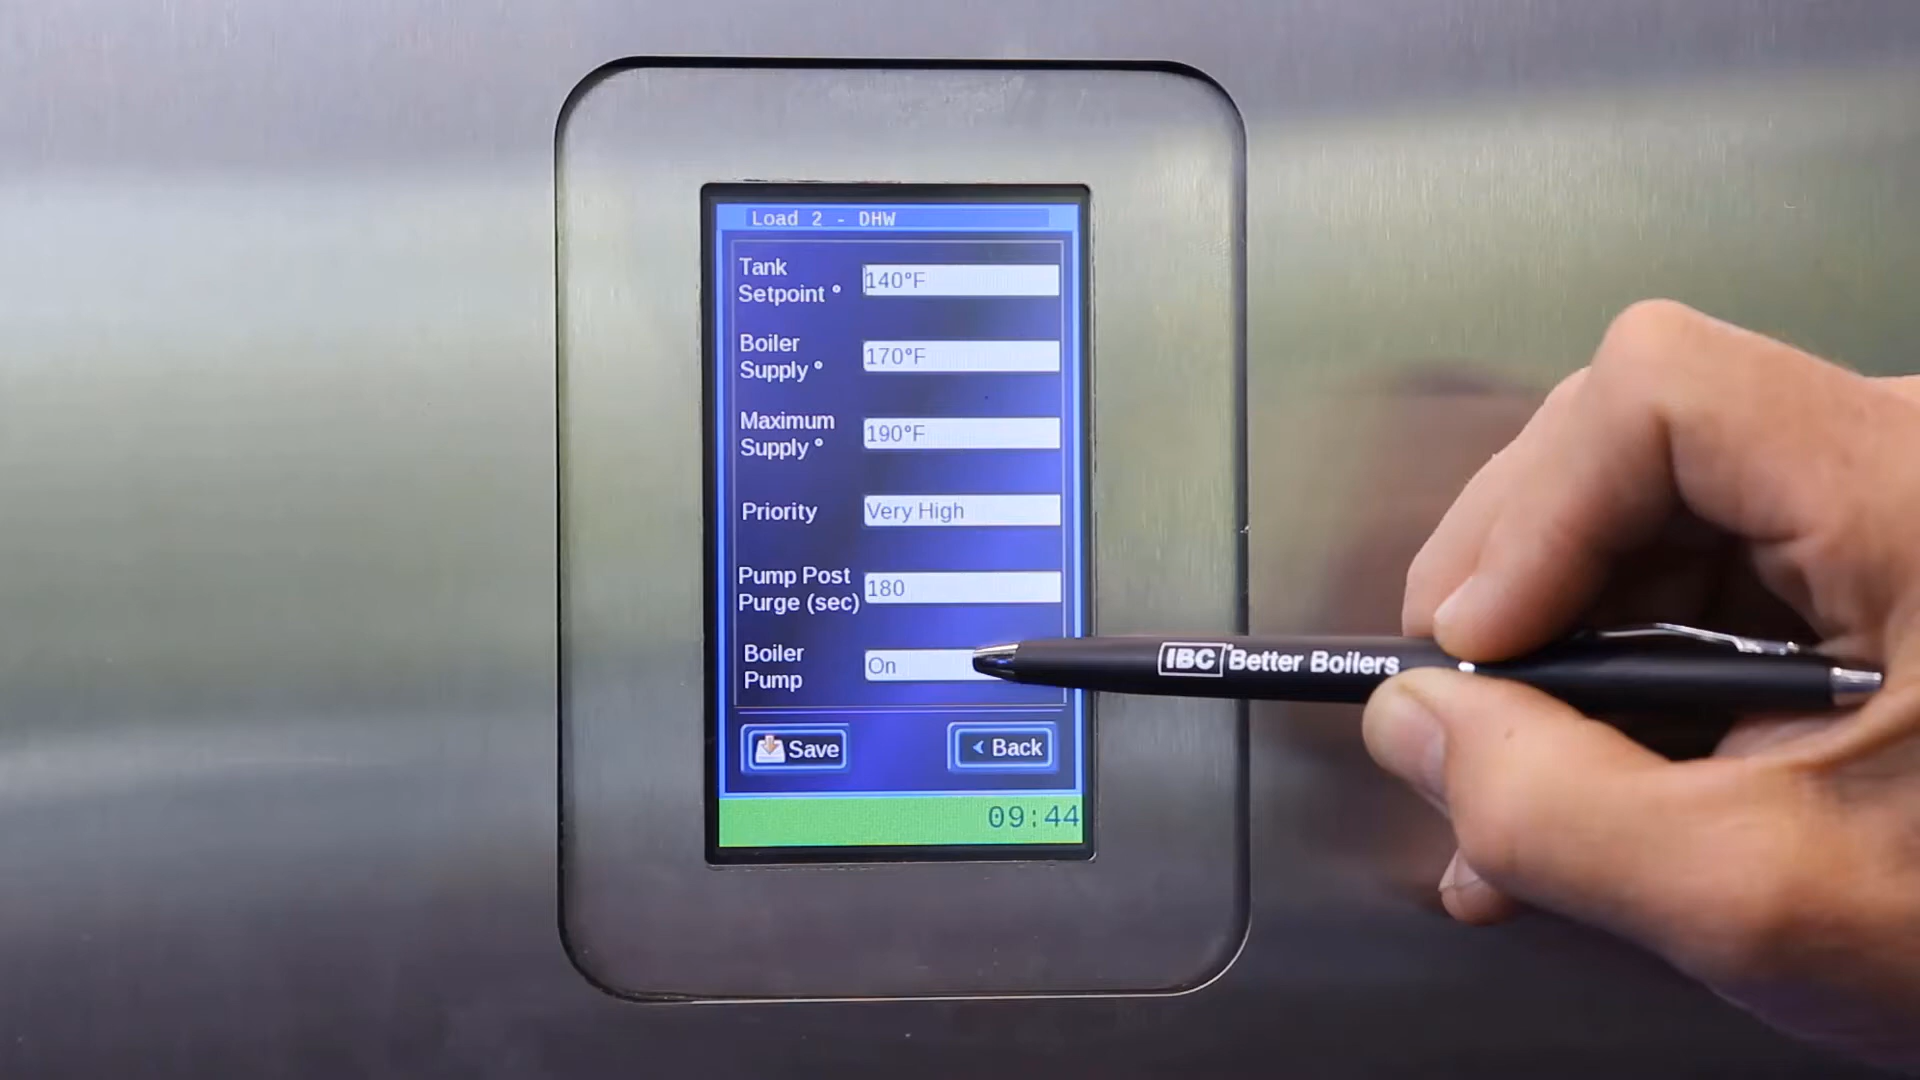 Load 2 - DHW
Tank
Setpoint °
140°F
Boiler
Supply °
170°F
Maximum
Supply °
190°F
Priority
Very High
Pump Post
Purge (sec)
180
Boiler
Pump
On
IBC Better Boilers
Save
< Back
09:44